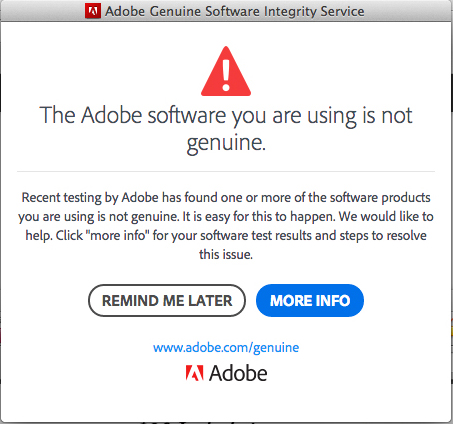 Adobe Genuine Software Integrity Service
The Adobe software you are using is not
genuine.
Recent testing by Adobe has found one or more of the software products
you are using is not genuine. It is easy for this to happen. We would like to
help. Click "more info" for your software test results and steps to resolve
this issue.
REMIND ME LATER MORE INFO
www.adobe.com/genuine
Adobe